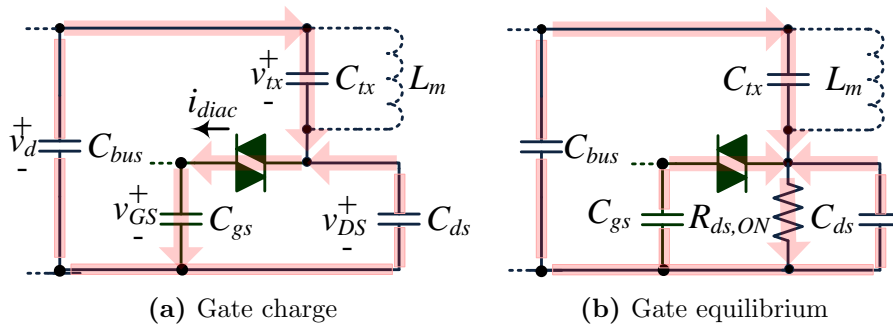 +
v_tx
-
C_tx
L_m
i_diac
+
v_d
-
C_bus
+
v_GS
-
C_gs
+
v_DS
-
C_ds
(a) Gate charge
C_tx
L_m
C_bus
C_gs
R_ds,ON
C_ds
(b) Gate equilibrium